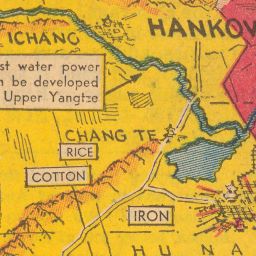 ICHANG
HANKOW
st water power
n be developed
Upper Yangtze
CHANG TE
RICE
COTTON
IRON
HUNA